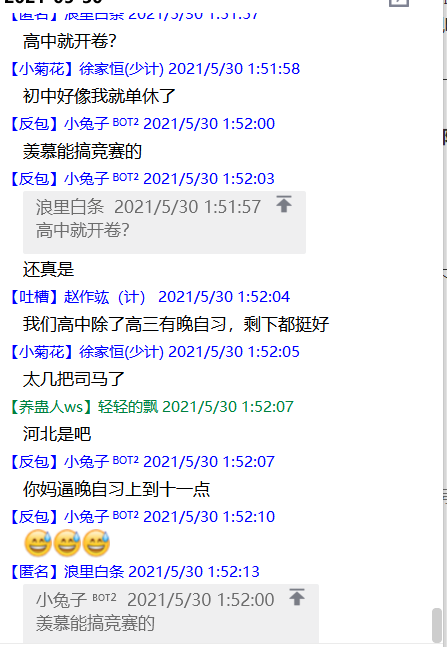 【匿名】浪里白条 2021/5/30 1:51:57
高中就开卷？
【小菊花】徐家恒(少计) 2021/5/30 1:51:58
初中好像我就单休了
【反包】小兔子 BOT² 2021/5/30 1:52:00
羡慕能搞竞赛的
【反包】小兔子 BOT² 2021/5/30 1:52:03
浪里白条 2021/5/30 1:51:57
高中就开卷？
还真是
【吐槽】赵作竑（计） 2021/5/30 1:52:04
我们高中除了高三有晚自习，剩下都挺好
【小菊花】徐家恒(少计) 2021/5/30 1:52:05
太几把司马了
【养蛊人ws】轻轻的飘 2021/5/30 1:52:07
河北是吧
【反包】小兔子 BOT² 2021/5/30 1:52:07
你妈逼晚自习上到十一点
【反包】小兔子 BOT² 2021/5/30 1:52:10
【匿名】浪里白条 2021/5/30 1:52:13
小兔子 BOT² 2021/5/30 1:52:00
羡慕能搞竞赛的